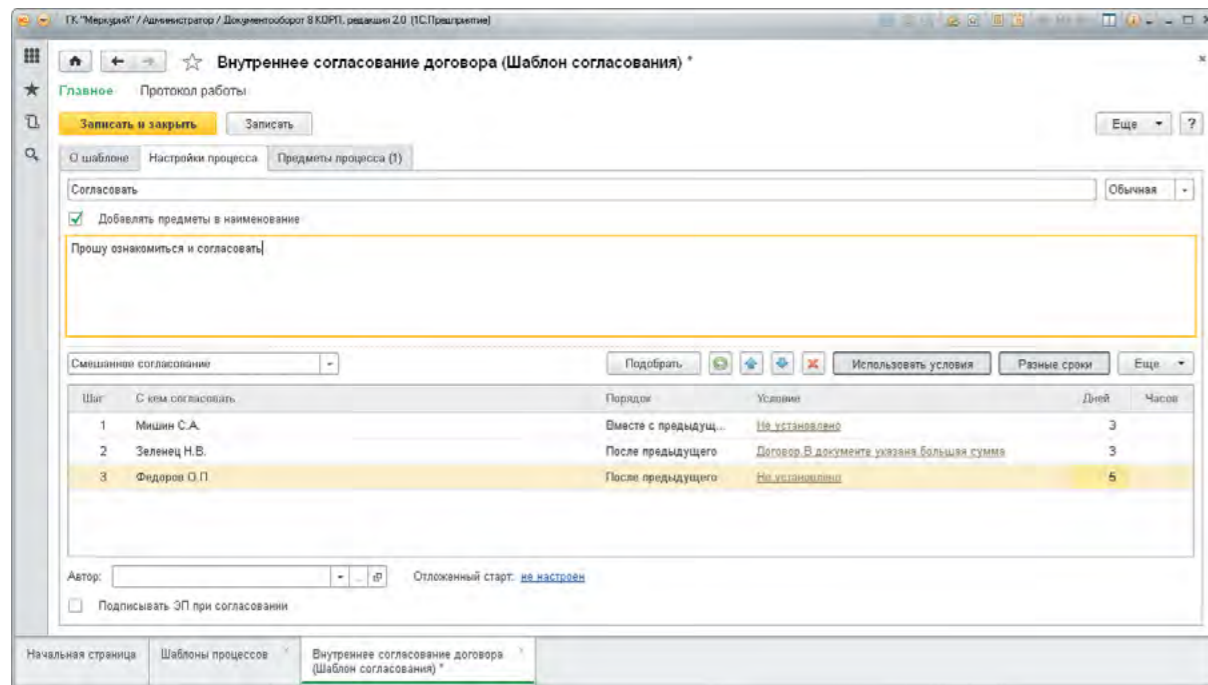 ГК "Меркурий" / Администратор / Документооборот 8 КОРП, редакция 2.0 (1С:Предприятие)
Внутреннее согласование договора (Шаблон согласования) *
Главное Протокол работы
Записать и закрыть Записать Еще ?
О шаблоне Настройки процесса Предметы процесса (1)
Согласовать Обычная
Добавлять предметы в наименование
Прошу ознакомиться и согласовать
Смешанное согласование Подобрать Использовать условия Разные сроки Еще
Шаг С кем согласовать Порядок Условие Дней Часов
1 Мишин С.А. Вместе с предыдущ... Не установлено 3
2 Зеленец Н.В. После предыдущего Договор.В документе указана большая сумма 3
3 Федоров О.П. После предыдущего Не установлено 5
Автор: Отложенный старт: не настроен
Подписывать ЭП при согласовании
Начальная страница Шаблоны процессов Внутреннее согласование договора
(Шаблон согласования) *